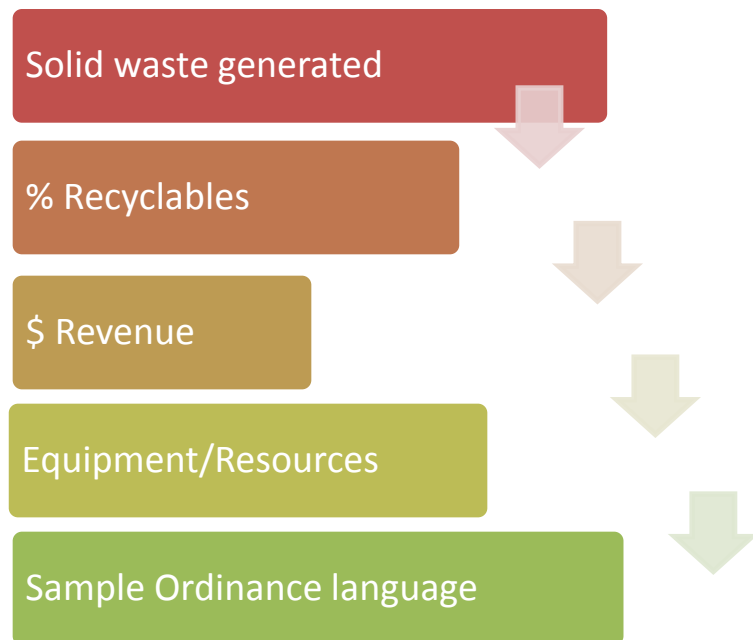 Solid waste generated
% Recyclables
$ Revenue
Equipment/Resources
Sample Ordinance language